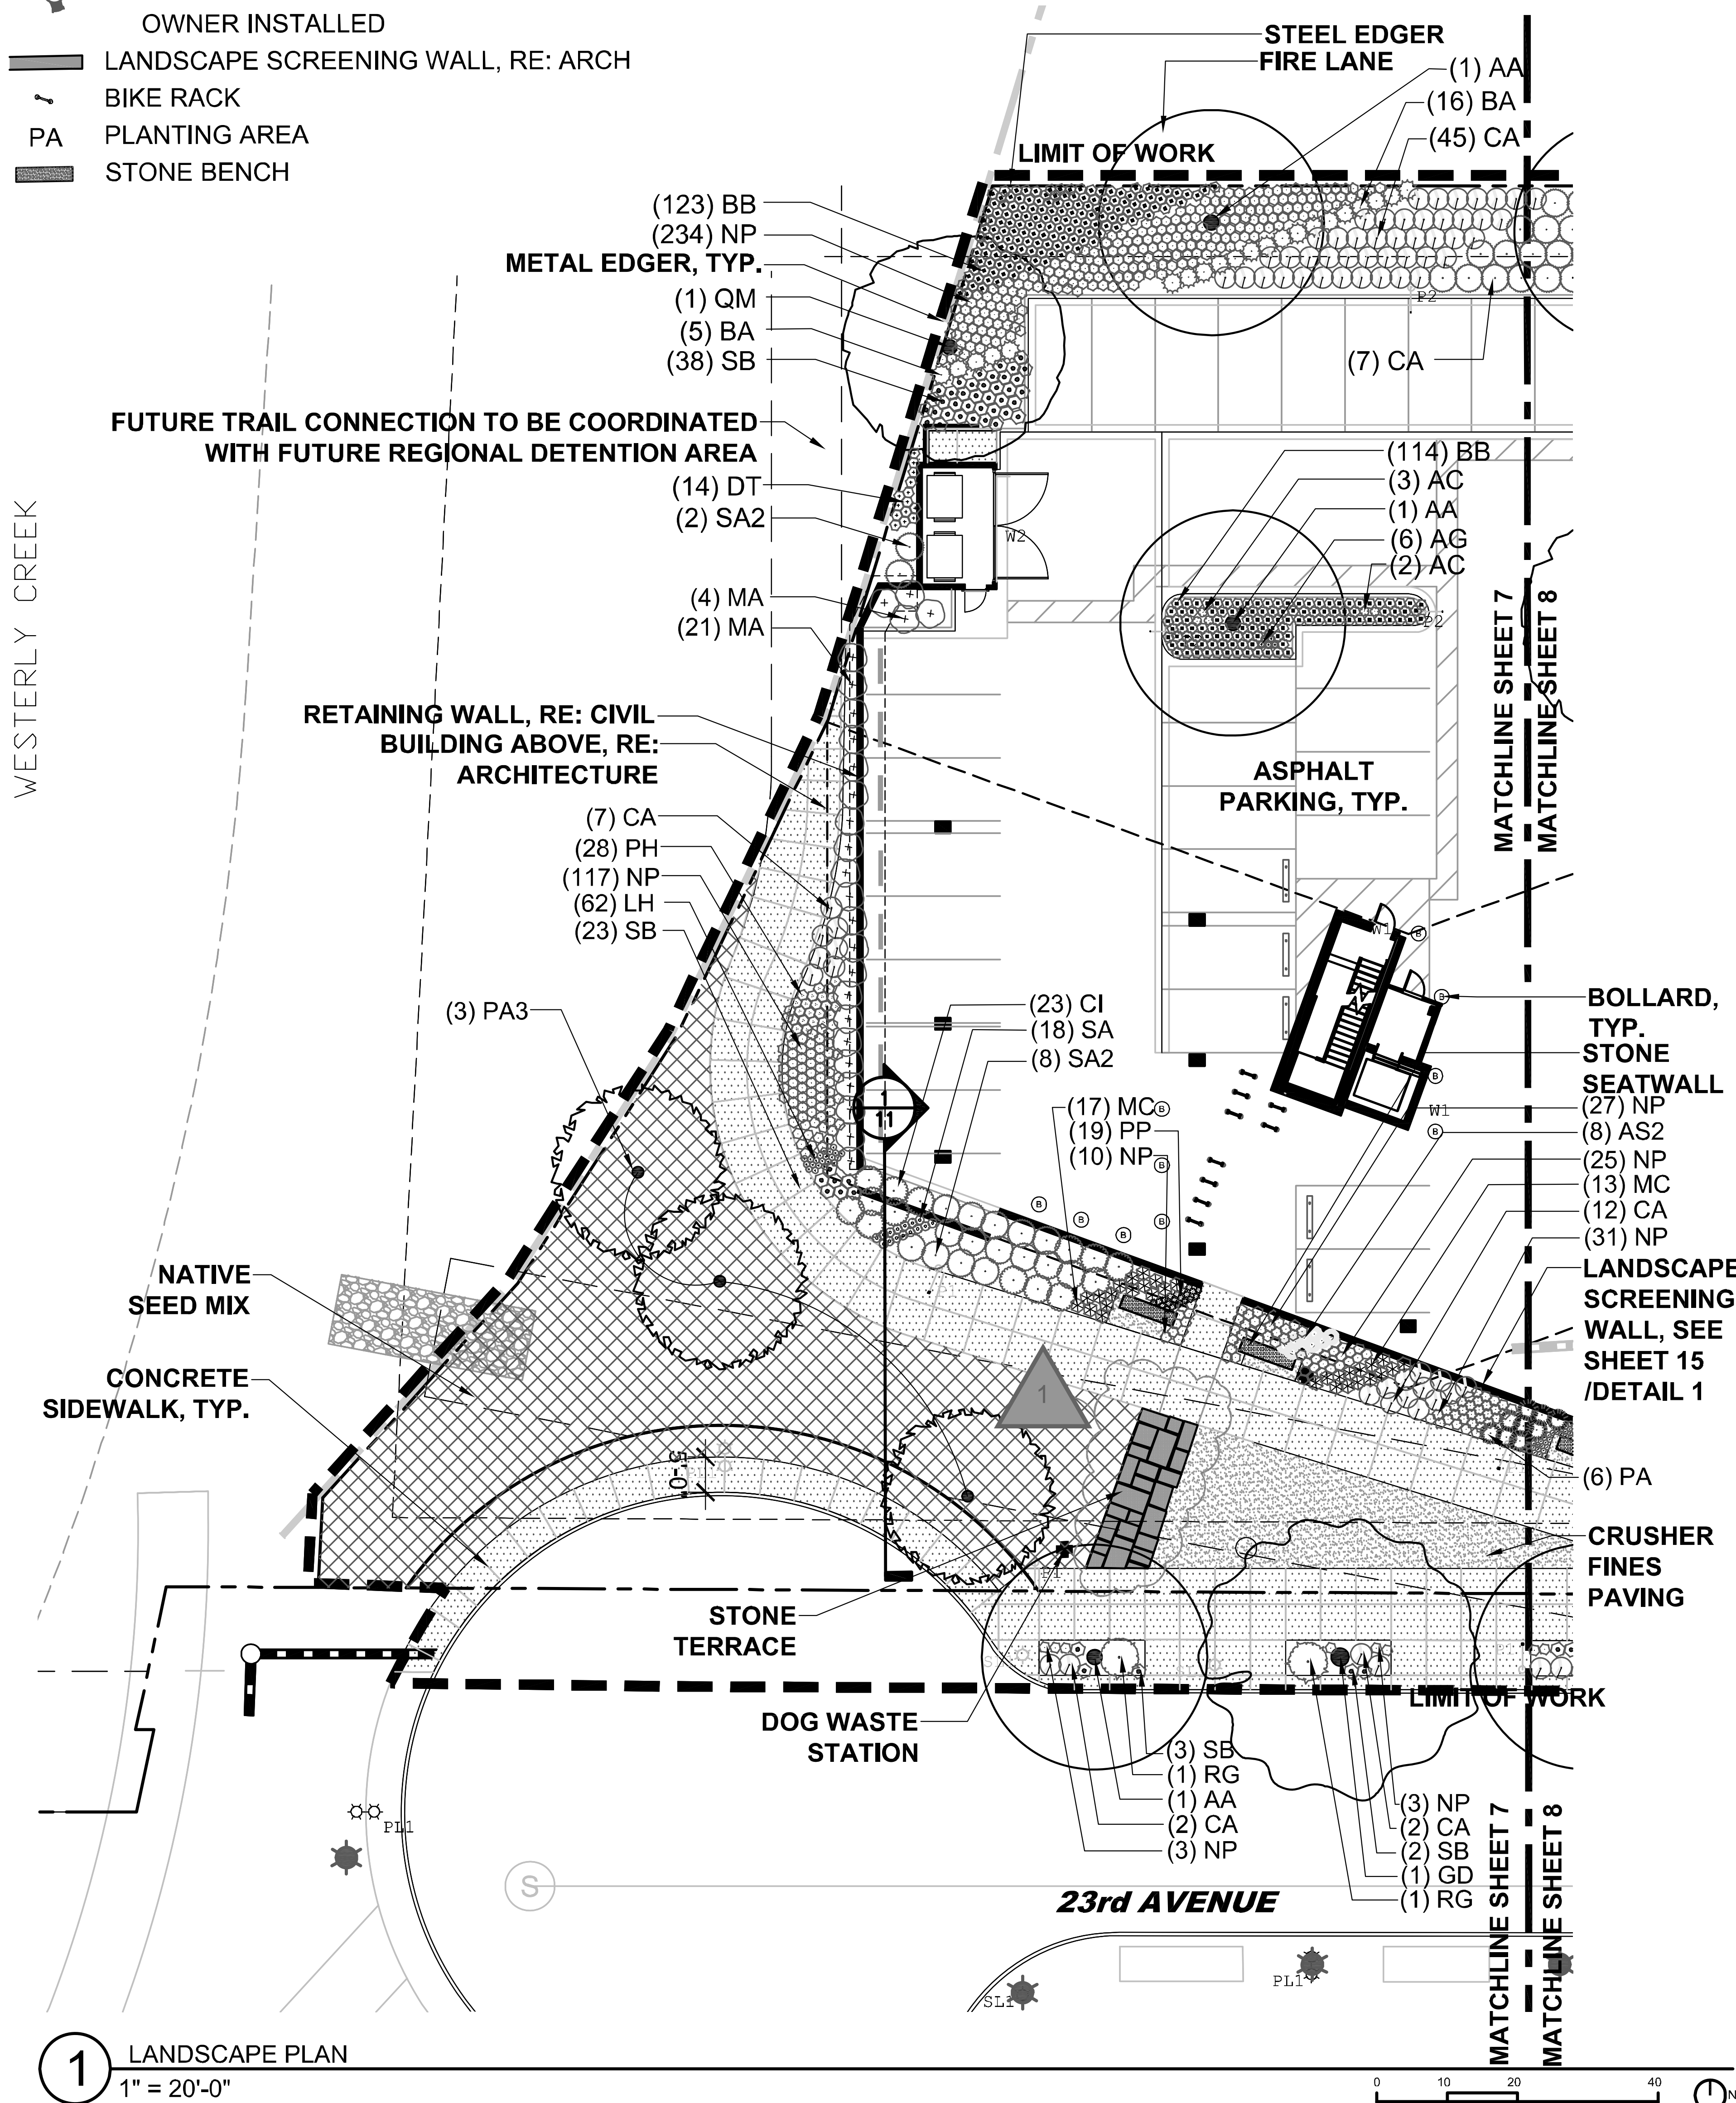 OWNER INSTALLED
LANDSCAPE SCREENING WALL, RE: ARCH
BIKE RACK
PA PLANTING AREA
STONE BENCH
STEEL EDGER
FIRE LANE
(1) AA
(16) BA
(45) CA
LIMIT OF WORK
(123) BB
(234) NP
METAL EDGER, TYP.
(1) QM
(5) BA
(38) SB
P2
(7) CA
FUTURE TRAIL CONNECTION TO BE COORDINATED
WITH FUTURE REGIONAL DETENTION AREA
(14) DT
(2) SA2
W2
(114) BB
(3) AC
(1) AA
(6) AG
(2) AC
P2
WESTERLY CREEK
(4) MA
(21) MA
MATCHLINE SHEET 7
MATCHLINE SHEET 8
RETAINING WALL, RE: CIVIL
BUILDING ABOVE, RE:
ARCHITECTURE
ASPHALT
PARKING, TYP.
(7) CA
(28) PH
(117) NP
(62) LH
(23) SB
W1
B
(3) PA3
(23) CI
(18) SA
(8) SA2
B
BOLLARD,
TYP.
STONE
SEATWALL
B
W1
B
1
11
(17) MC
B
(19) PP
(10) NP
B
B
B
B
B
(27) NP
(8) AS2
(25) NP
(13) MC
(12) CA
(31) NP
LANDSCAPE
SCREENING
WALL, SEE
SHEET 15
/DETAIL 1
NATIVE
SEED MIX
CONCRETE
SIDEWALK, TYP.
1
5'-0"
(6) PA
CRUSHER
FINES
PAVING
P1
STONE
TERRACE
DOG WASTE
STATION
LIMIT OF WORK
(3) SB
(1) RG
(1) AA
(2) CA
(3) NP
(3) NP
(2) CA
(2) SB
(1) GD
(1) RG
PL1
S
23rd AVENUE
MATCHLINE SHEET 7
MATCHLINE SHEET 8
SL1
PL1
1 LANDSCAPE PLAN
1" = 20'-0"
0 10 20 40
N